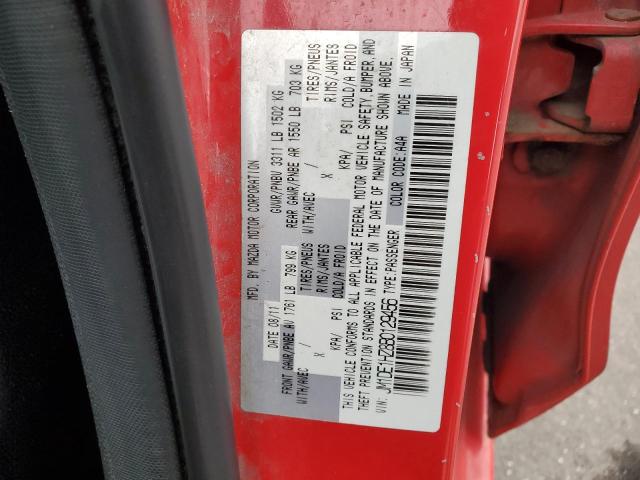 MFD. BY MAZDA MOTOR CORPORATION
DATE 08/11 GVWR/PNBV 3311 LB 1502 KG
FRONT GAWR/PNBE AV 1761 LB 799 KG REAR GAWR/PNBE AR 1550 LB 703 KG
WITH/AVEC TIRES/PNEUS WITH/AVEC TIRES/PNEUS
/ X RIMS/JANTES / X RIMS/JANTES
KPA/ PSI COLD/A FROID KPA/ PSI COLD/A FROID
THIS VEHICLE CONFORMS TO ALL APPLICABLE FEDERAL MOTOR VEHICLE SAFETY, BUMPER, AND
THEFT PREVENTION STANDARDS IN EFFECT ON THE DATE OF MANUFACTURE SHOWN ABOVE.
VIN: JM1DE1HZ8B0129456 TYPE:PASSENGER COLOR CODE:A4A MADE IN JAPAN